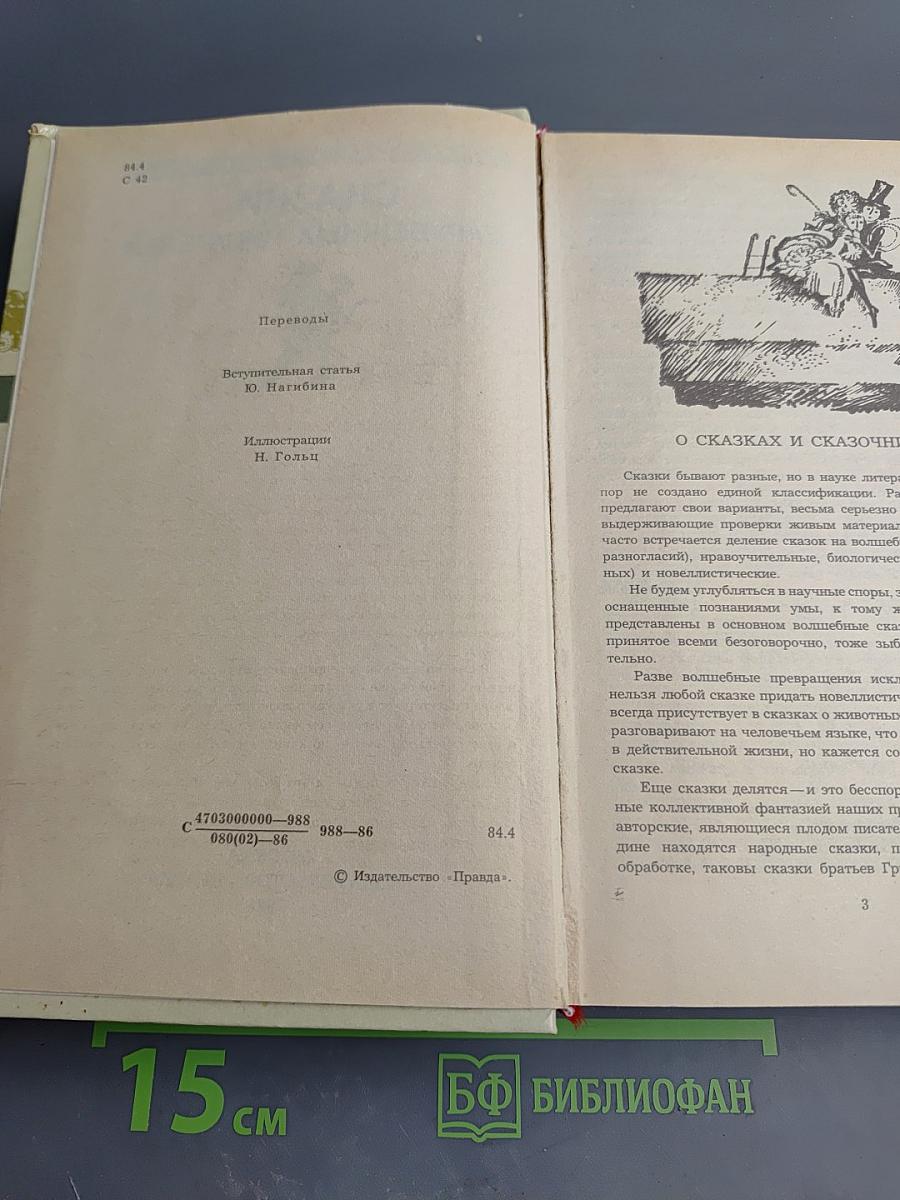 84.4
С 42
Переводы
Вступительная статья
Ю. Нагибина
Иллюстрации
Н. Гольц
С 4703000000—988
080(02)—86
988—86
84.4
© Издательство «Правда».
О СКАЗКАХ И СКАЗОЧНИ
Сказки бывают разные, но в науке литера
пор не создано единой классификации. Ра
предлагают свои варианты, весьма серьезно
выдерживающие проверки живым материал
часто встречается деление сказок на волшеб
разногласий), нравоучительные, биологичес
ных) и новеллистические.
Не будем углубляться в научные споры, з
оснащенные познаниями умы, к тому ж
представлены в основном волшебные сказ
принятое всеми безоговорочно, тоже зыб
тельно.
Разве волшебные превращения искл
нельзя любой сказке придать новеллистич
всегда присутствует в сказках о животных
разговаривают на человечьем языке, что
в действительной жизни, но кажется со
сказке.
Еще сказки делятся—и это бесспор
ные коллективной фантазией наших пр
авторские, являющиеся плодом писате
дине находятся народные сказки, п
обработке, таковы сказки братьев Гр
3
15 см
БФ БИБЛИОФАН